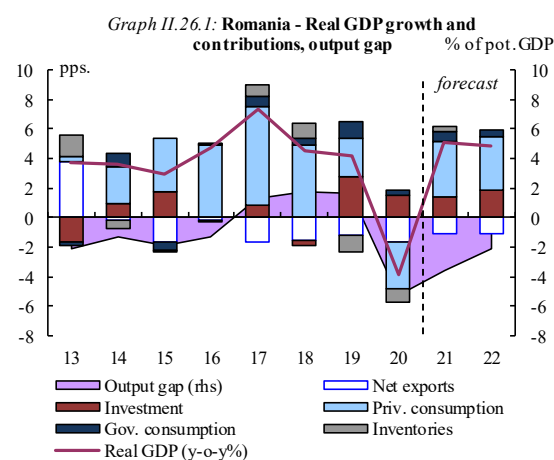 Graph II.26.1: Romania - Real GDP growth and
contributions, output gap
% of pot. GDP
pps.
forecast
10 10
8 8
6 6
4 4
2 2
0 0
-2 -2
-4 -4
-6 -6
-8 -8
13 14 15 16 17 18 19 20 21 22
Output gap (rhs) Net exports
Investment Priv. consumption
Gov. consumption Inventories
Real GDP (y-o-y%)